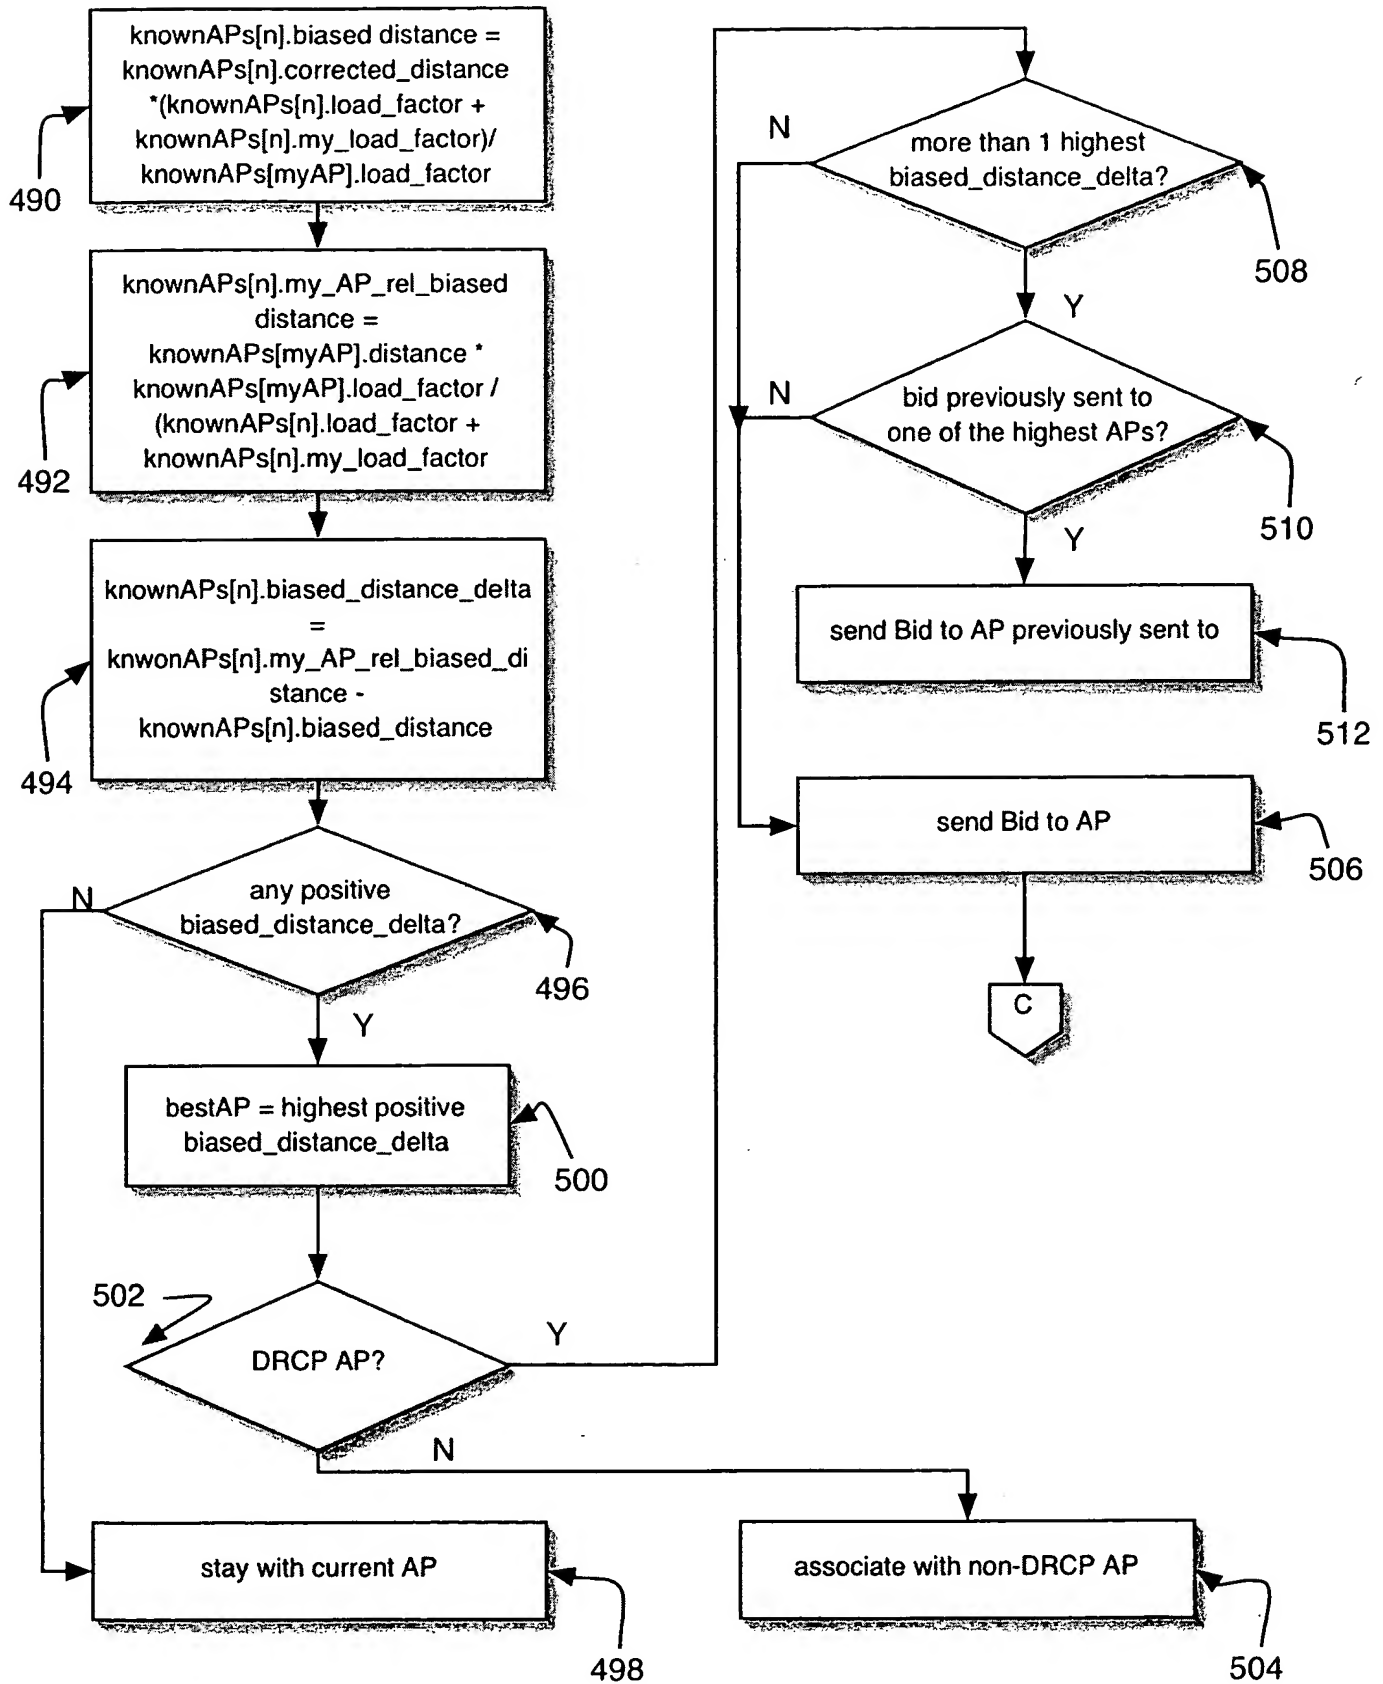 knownAPs[n].biased distance =
knownAPs[n].corrected_distance
*(knownAPs[n].load_factor +
knownAPs[n].my_load_factor)/
knownAPs[myAP].load_factor
490
knownAPs[n].my_AP_rel_biased
distance =
knownAPs[myAP].distance *
knownAPs[myAP].load_factor /
(knownAPs[n].load_factor +
knownAPs[n].my_load_factor
492
knownAPs[n].biased_distance_delta
=
knwonAPs[n].my_AP_rel_biased_di
stance -
knownAPs[n].biased_distance
494
any positive
biased_distance_delta?
N
496
Y
bestAP = highest positive
biased_distance_delta
500
502
DRCP AP?
Y
N
stay with current AP
498
associate with non-DRCP AP
504
more than 1 highest
biased_distance_delta?
N
508
Y
bid previously sent to
one of the highest APs?
N
510
Y
send Bid to AP previously sent to
512
send Bid to AP
506
C